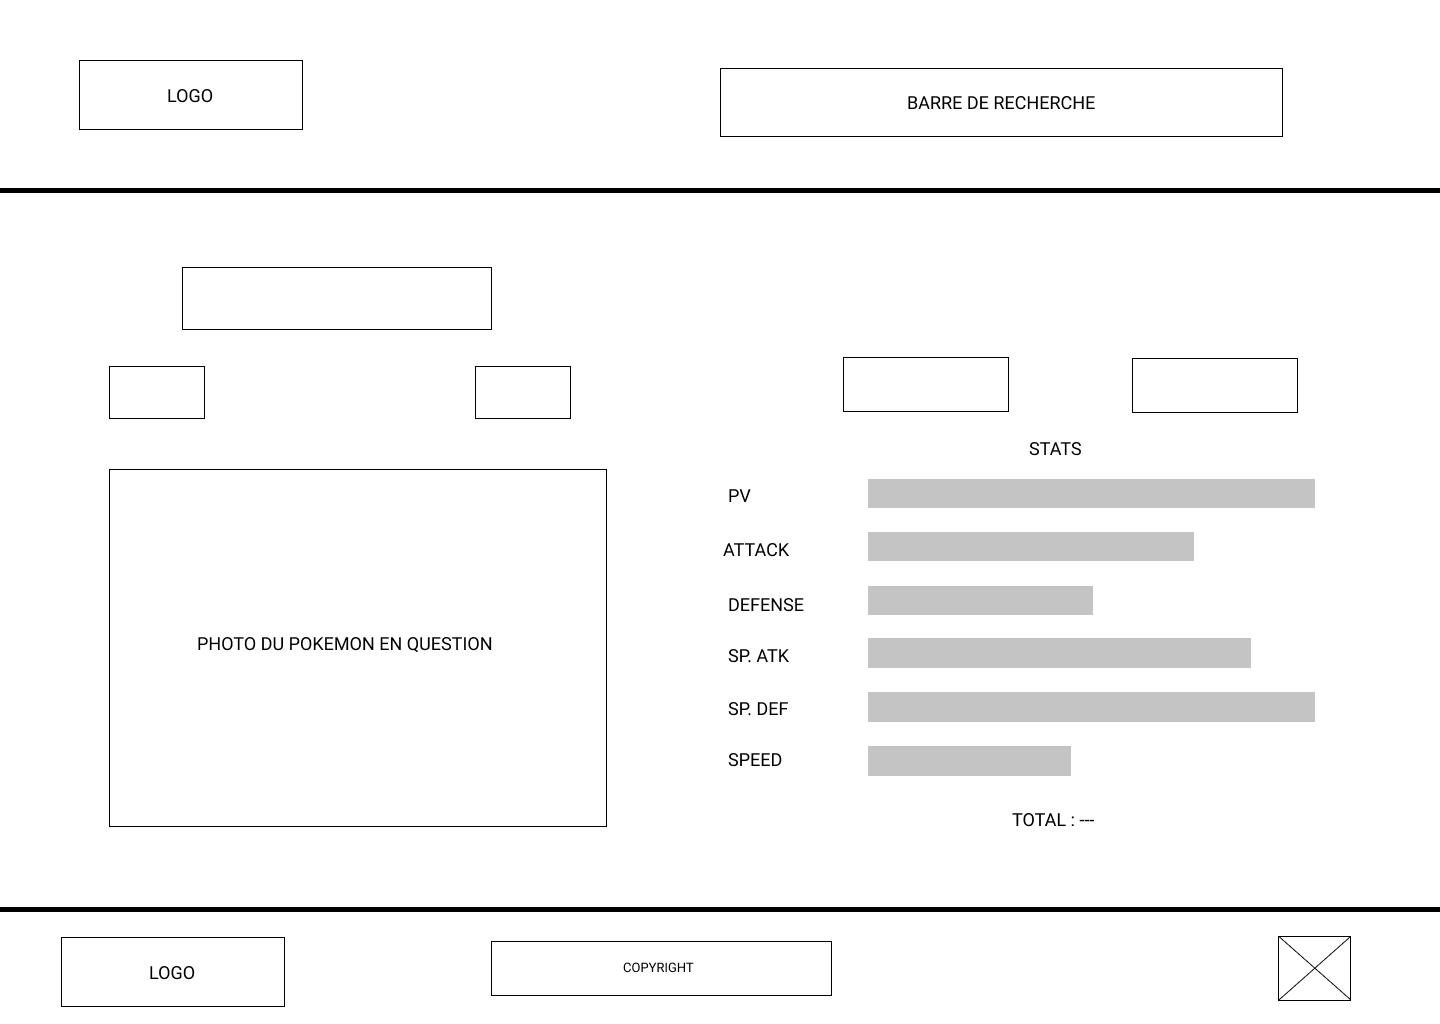 LOGO
BARRE DE RECHERCHE
PHOTO DU POKEMON EN QUESTION
STATS
PV
ATTACK
DEFENSE
SP. ATK
SP. DEF
SPEED
TOTAL : ---
LOGO
COPYRIGHT